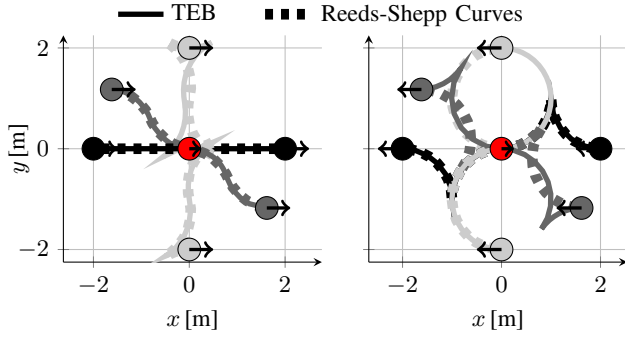 TEB Reeds-Shepp Curves
2
0
−2
y [m]
−2 0 2
x [m]
−2 0 2
x [m]